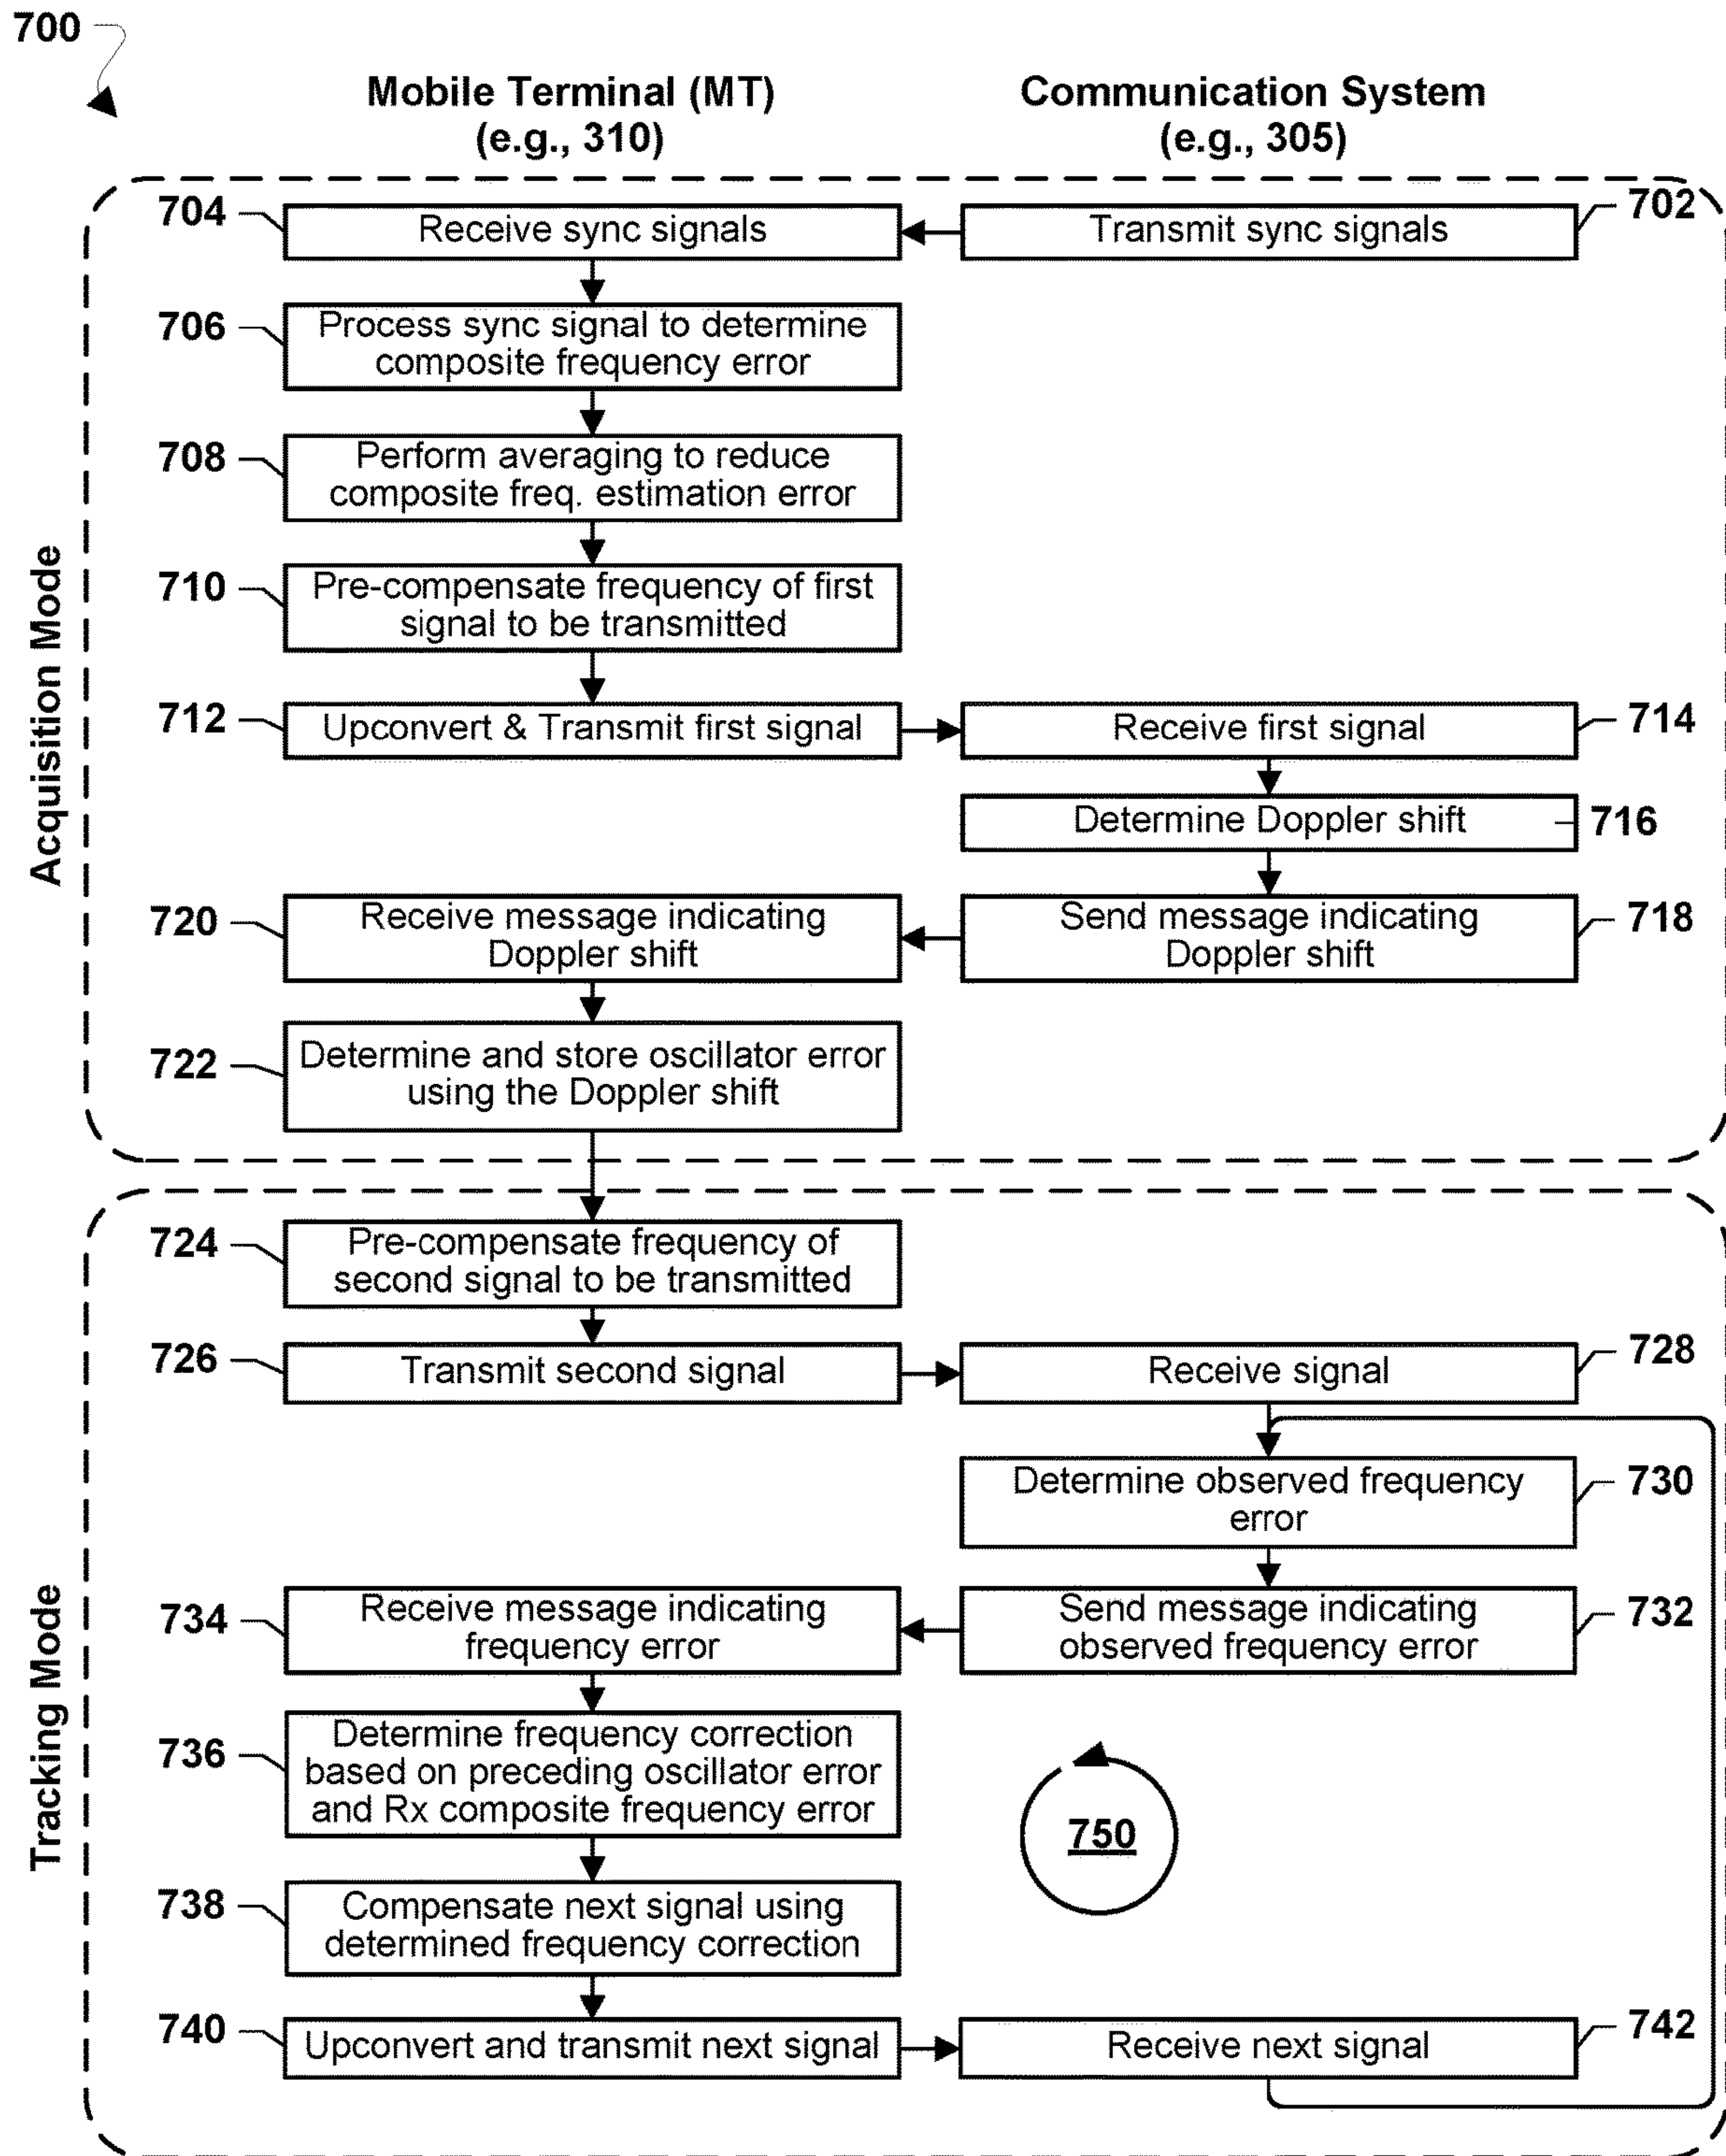 700
Mobile Terminal (MT)
(e.g., 310)
Communication System
(e.g., 305)
Acquisition Mode
704
Receive sync signals
Transmit sync signals
702
706
Process sync signal to determine
composite frequency error
708
Perform averaging to reduce
composite freq. estimation error
710
Pre-compensate frequency of first
signal to be transmitted
712
Upconvert & Transmit first signal
Receive first signal
714
Determine Doppler shift
716
720
Receive message indicating
Doppler shift
Send message indicating
Doppler shift
718
722
Determine and store oscillator error
using the Doppler shift
Tracking Mode
724
Pre-compensate frequency of
second signal to be transmitted
726
Transmit second signal
Receive signal
728
Determine observed frequency
error
730
734
Receive message indicating
frequency error
Send message indicating
observed frequency error
732
736
Determine frequency correction
based on preceding oscillator error
and Rx composite frequency error
750
738
Compensate next signal using
determined frequency correction
740
Upconvert and transmit next signal
Receive next signal
742